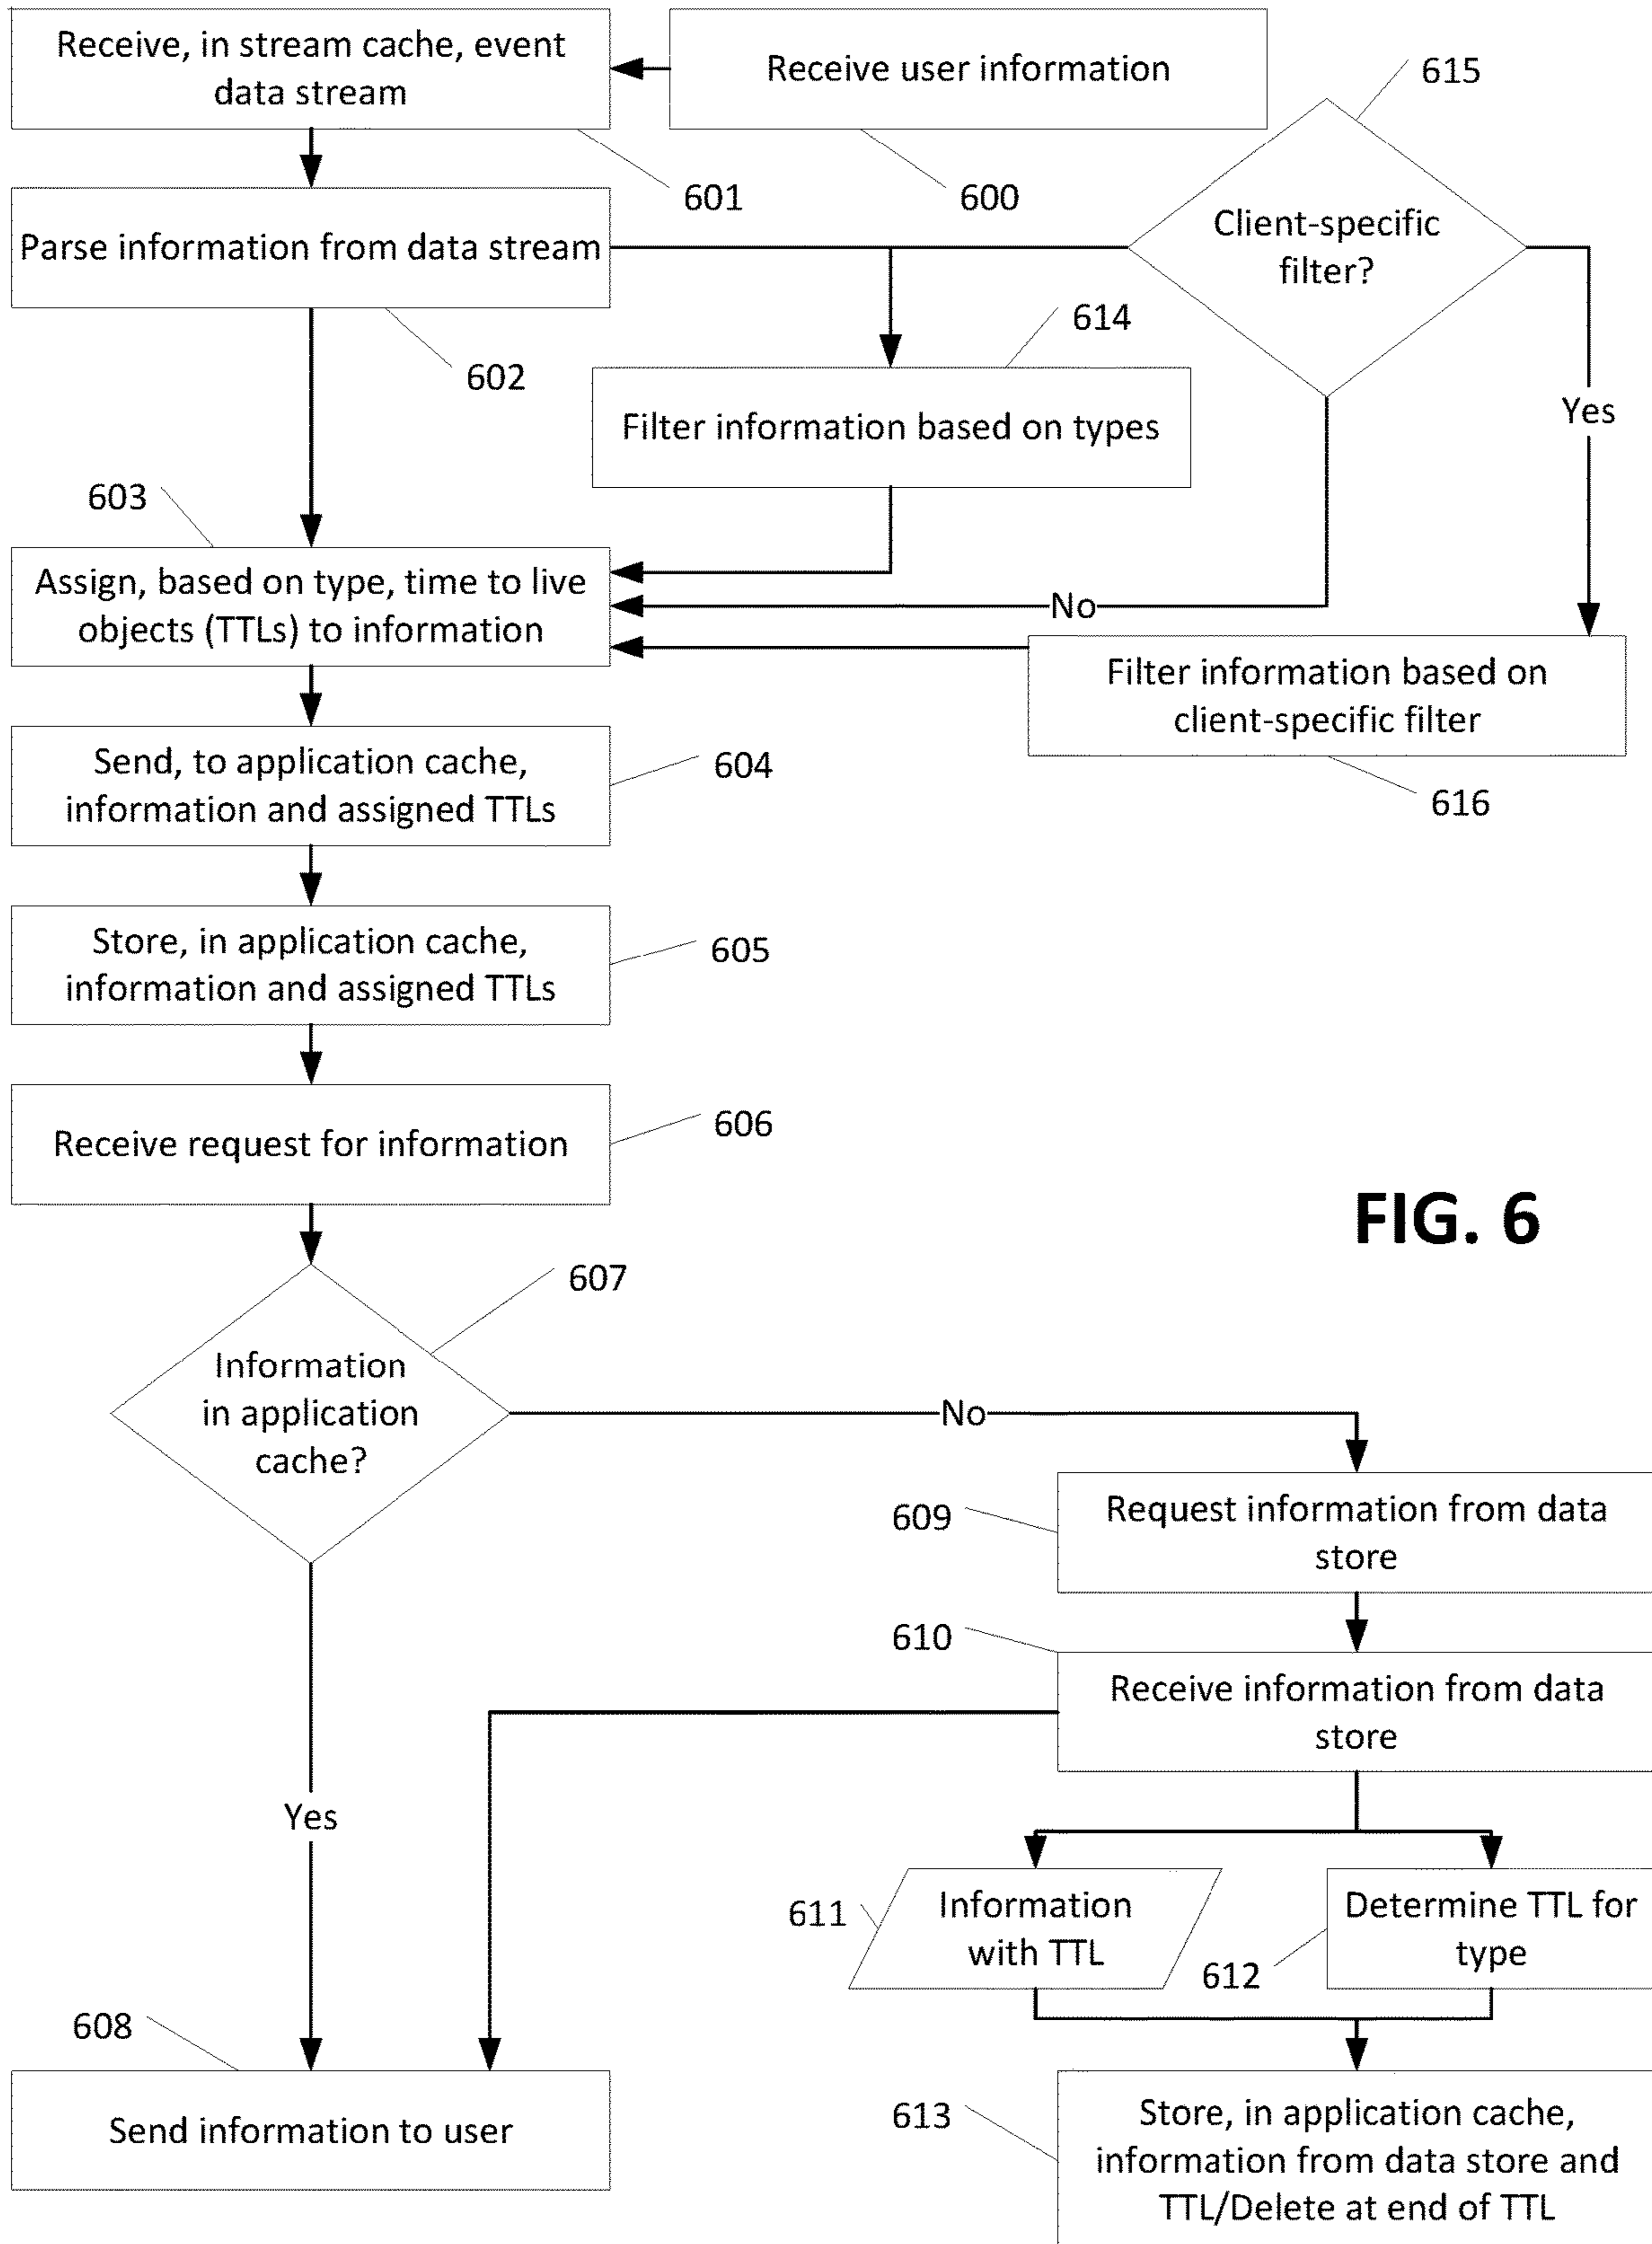 Receive, in stream cache, event
data stream
Receive user information
615
601
600
Client-specific
filter?
Parse information from data stream
614
602
Yes
Filter information based on types
603
Assign, based on type, time to live
objects (TTLs) to information
No
Filter information based on
client-specific filter
Send, to application cache,
information and assigned TTLs
604
616
Store, in application cache,
information and assigned TTLs
605
Receive request for information
606
FIG. 6
607
Information
in application
cache?
No
609
Request information from data
store
610
Receive information from data
store
Yes
611
Information
with TTL
612
Determine TTL for
type
608
Send information to user
613
Store, in application cache,
information from data store and
TTL/Delete at end of TTL